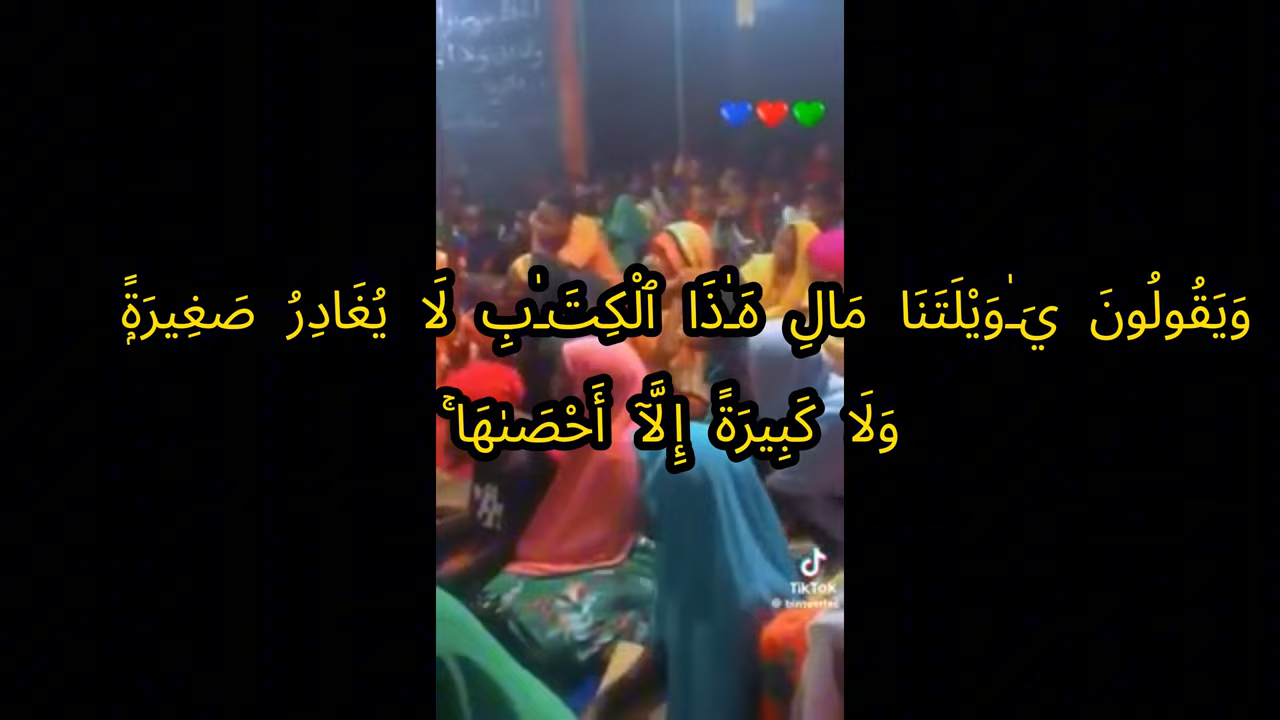 💙❤️💚
وَيَقُولُونَ يَـٰوَيْلَتَنَا مَالِ هَـٰذَا ٱلْكِتَـٰبِ لَا يُغَادِرُ صَغِيرَةًۭ
وَلَا كَبِيرَةً إِلَّآ أَحْصَىٰهَا ۚ
TikTok